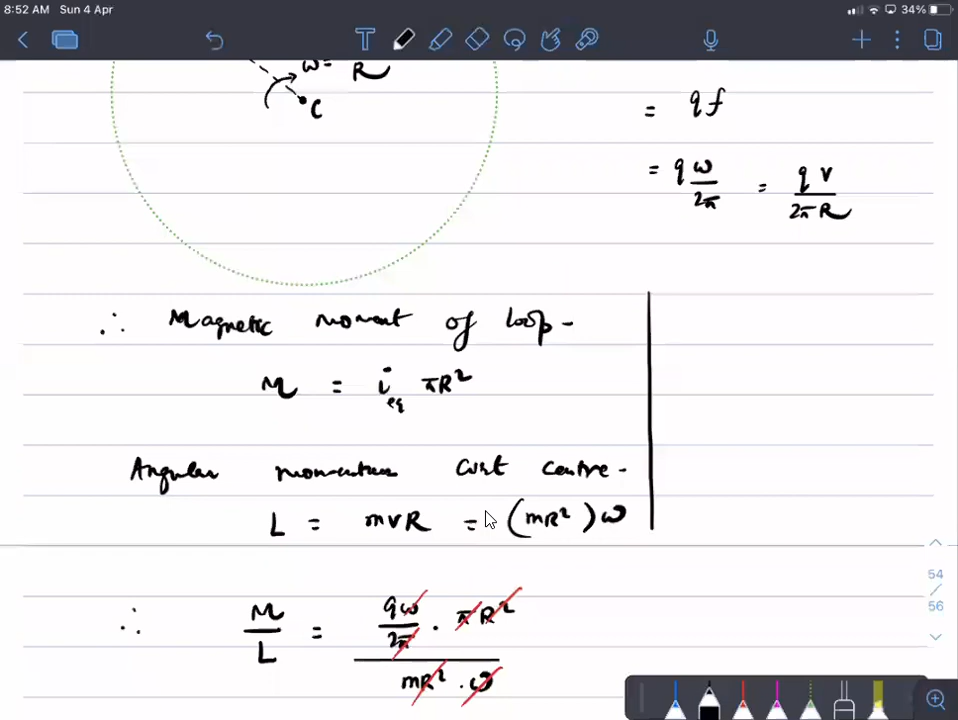 8:52 AM Sun 4 Apr 34%
T
ω = R
C
= qf
= qω/2π = qv/2πR
∴ Magnetic moment of loop -
M = i_eq πR²
Angular momentum wrt centre -
L = mvR = (mR²)ω
54
/
56
∴ M/L = (qω/2π · πR²)/(mR² · ω)